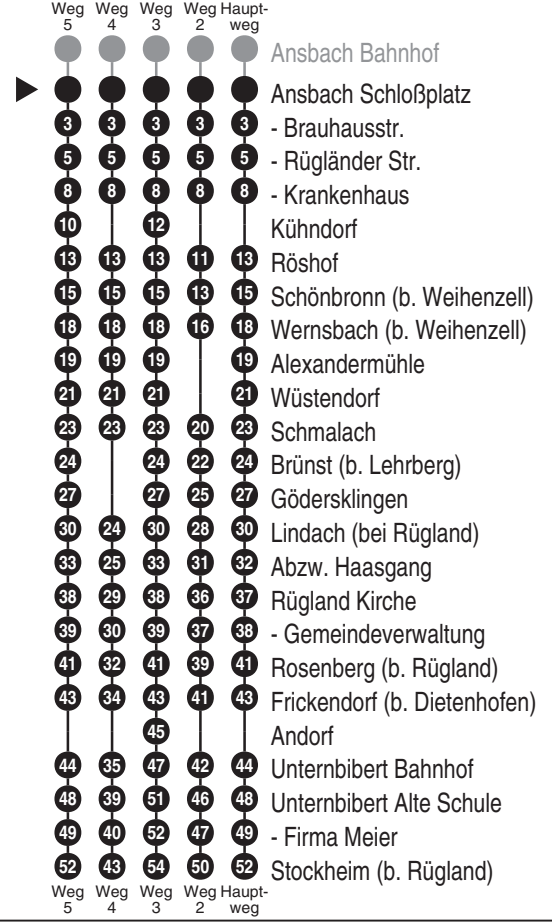 Weg Weg Weg Weg Haupt-
5 4 3 2 weg
Ansbach Bahnhof
Ansbach Schloßplatz
3 3 3 3 3 - Brauhausstr.
5 5 5 5 5 - Rügländer Str.
8 8 8 8 8 - Krankenhaus
10 12 Kühndorf
13 13 13 11 13 Röshof
15 15 15 13 15 Schönbronn (b. Weihenzell)
18 18 18 16 18 Wernsbach (b. Weihenzell)
19 19 19 19 Alexandermühle
21 21 21 21 Wüstendorf
23 23 23 20 23 Schmalach
24 24 22 24 Brünst (b. Lehrberg)
27 27 25 27 Gödersklingen
30 24 30 28 30 Lindach (bei Rügland)
33 25 33 31 32 Abzw. Haasgang
38 29 38 36 37 Rügland Kirche
39 30 39 37 38 - Gemeindeverwaltung
41 32 41 39 41 Rosenberg (b. Rügland)
43 34 43 41 43 Frickendorf (b. Dietenhofen)
45 Andorf
44 35 47 42 44 Unternbibert Bahnhof
48 39 51 46 48 Unternbibert Alte Schule
49 40 52 47 49 - Firma Meier
52 43 54 50 52 Stockheim (b. Rügland)
Weg Weg Weg Weg Haupt-
5 4 3 2 weg